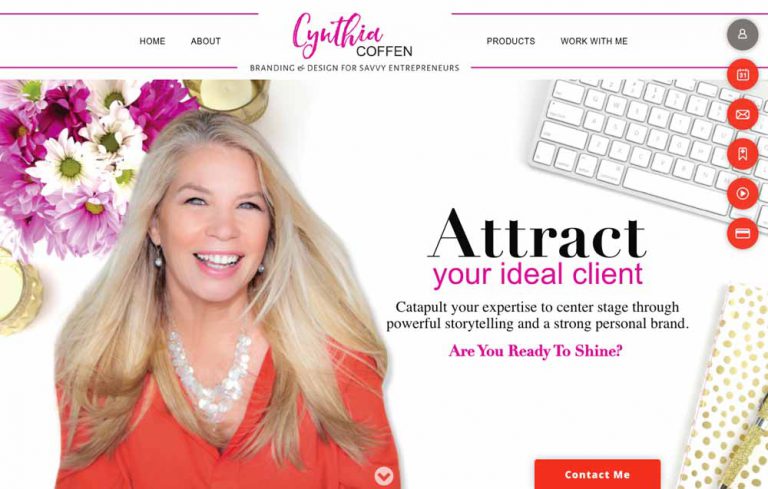 Cynthia
COFFEN
BRANDING & DESIGN FOR SAVVY ENTREPRENEURS
HOME
ABOUT
PRODUCTS
WORK WITH ME
31
Attract
your ideal client
Catapult your expertise to center stage through
powerful storytelling and a strong personal brand.
Are You Ready To Shine?
Contact Me